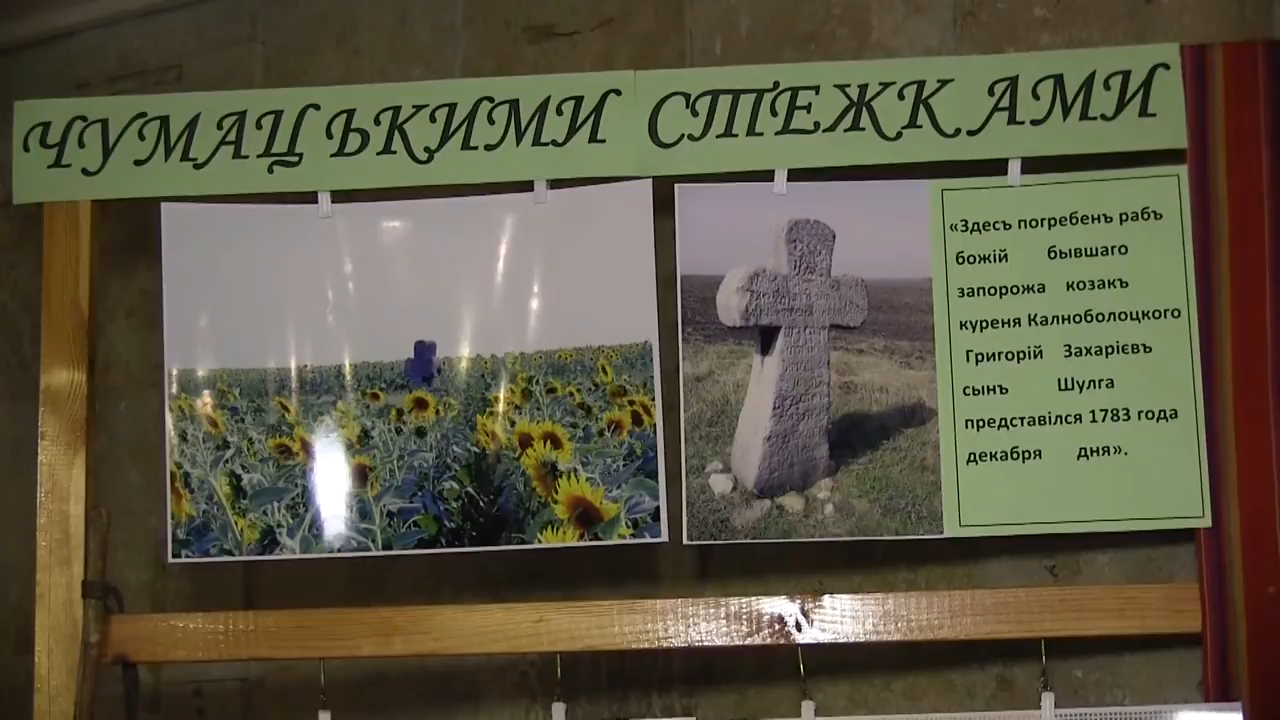 ЧУМАЦЬКИМИ СТЕЖКАМИ
«Здесъ погребенъ рабъ
божій бывшаго
запорожа козакъ
куреня Калноболоцкого
Григорій Захарієвъ
сынъ Шулга
представілся 1783 года
декабря дня».